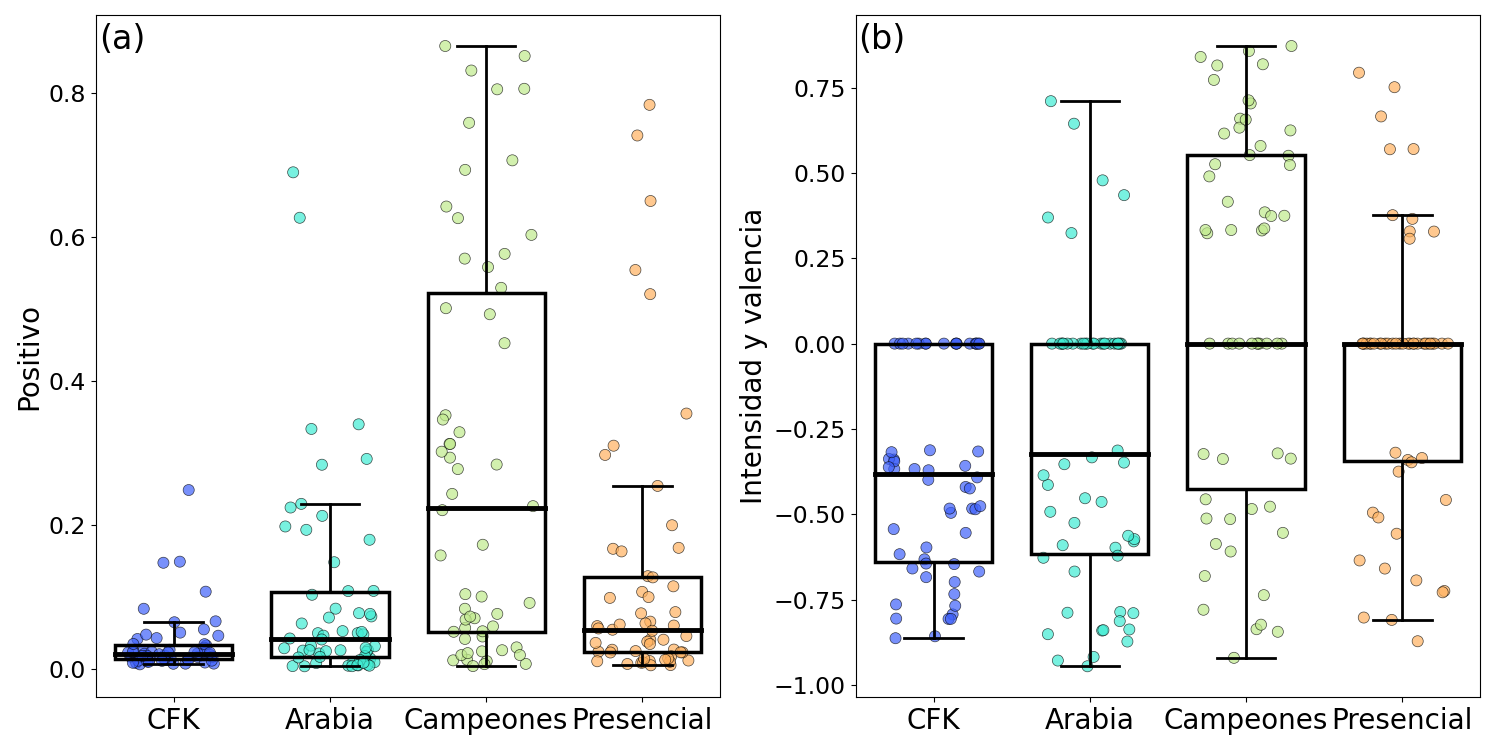 (a)
Positivo
0.8
0.6
0.4
0.2
0.0
CFK
Arabia
Campeones
Presencial
(b)
Intensidad y valencia
0.75
0.50
0.25
0.00
−0.25
−0.50
−0.75
−1.00
CFK
Arabia
Campeones
Presencial